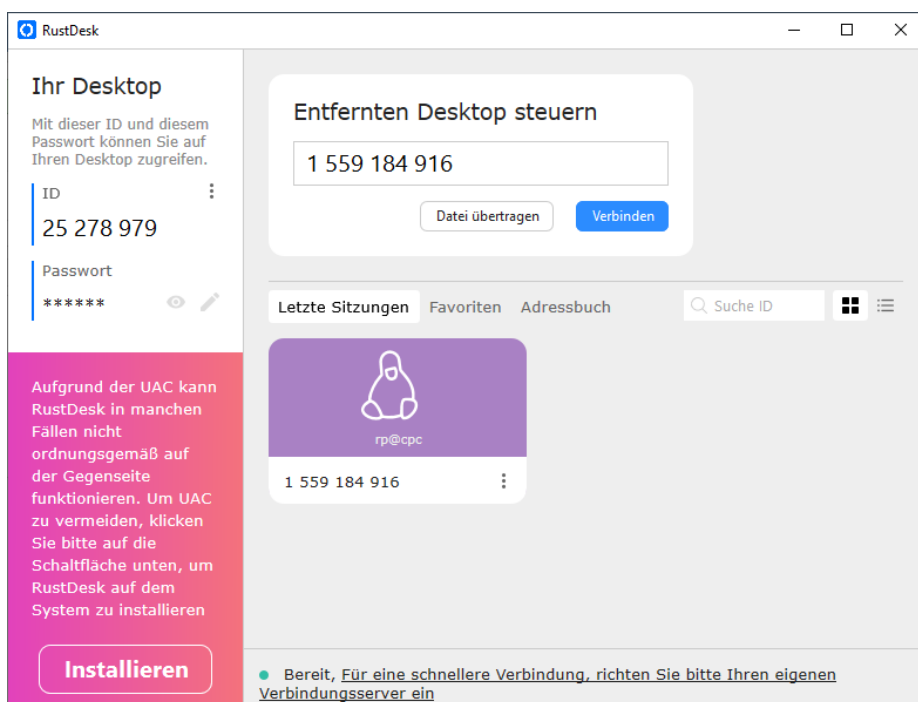 RustDesk
Ihr Desktop
Mit dieser ID und diesem
Passwort können Sie auf
Ihren Desktop zugreifen.
ID
25 278 979
Passwort
******
Aufgrund der UAC kann
RustDesk in manchen
Fällen nicht
ordnungsgemäß auf
der Gegenseite
funktionieren. Um UAC
zu vermeiden, klicken
Sie bitte auf die
Schaltfläche unten, um
RustDesk auf dem
System zu installieren
Installieren
Entfernten Desktop steuern
1 559 184 916
Datei übertragen Verbinden
Letzte Sitzungen Favoriten Adressbuch Suche ID
rp@cpc
1 559 184 916
Bereit, Für eine schnellere Verbindung, richten Sie bitte Ihren eigenen
Verbindungsserver ein